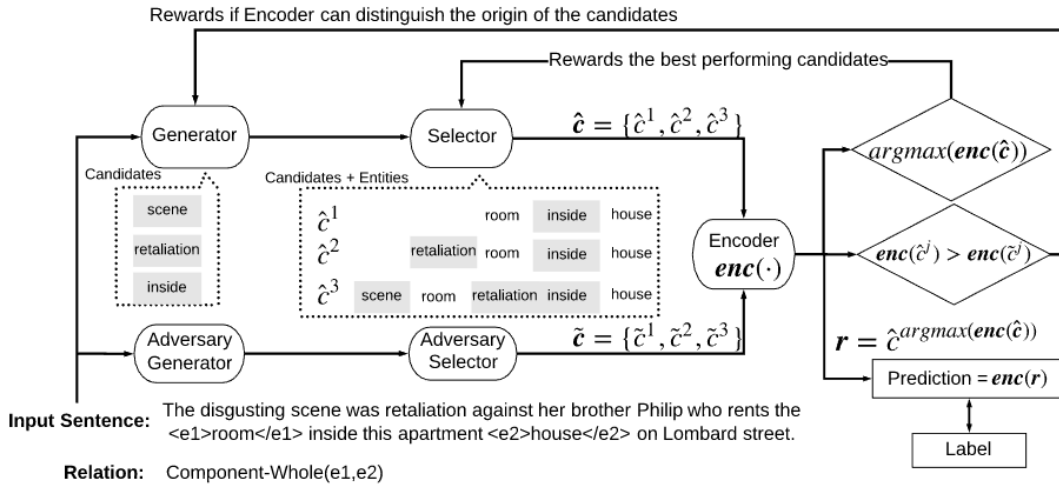 Rewards if Encoder can distinguish the origin of the candidates
Rewards the best performing candidates
Generator
Selector
ĉ = {ĉ¹, ĉ², ĉ³}
argmax(enc(ĉ))
Candidates
scene
retaliation
inside
Candidates + Entities
ĉ¹ room inside house
ĉ² retaliation room inside house
ĉ³ scene room retaliation inside house
Encoder
enc(·)
enc(ĉʲ) > enc(c̃ʲ)
Adversary
Generator
Adversary
Selector
c̃ = {c̃¹, c̃², c̃³}
r = ĉ^argmax(enc(ĉ))
Prediction = enc(r)
Label
Input Sentence: The disgusting scene was retaliation against her brother Philip who rents the
<e1>room</e1> inside this apartment <e2>house</e2> on Lombard street.
Relation: Component-Whole(e1,e2)